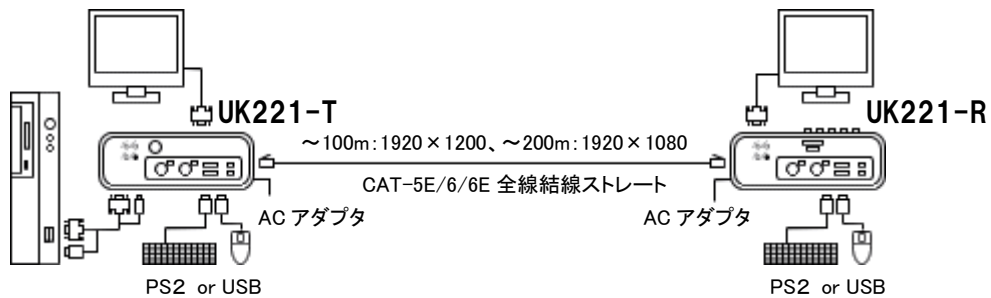 UK221-T
UK221-R
~100m：1920×1200、~200m：1920×1080
CAT-5E/6/6E 全線結線ストレート
AC アダプタ
AC アダプタ
PS2 or USB
PS2 or USB